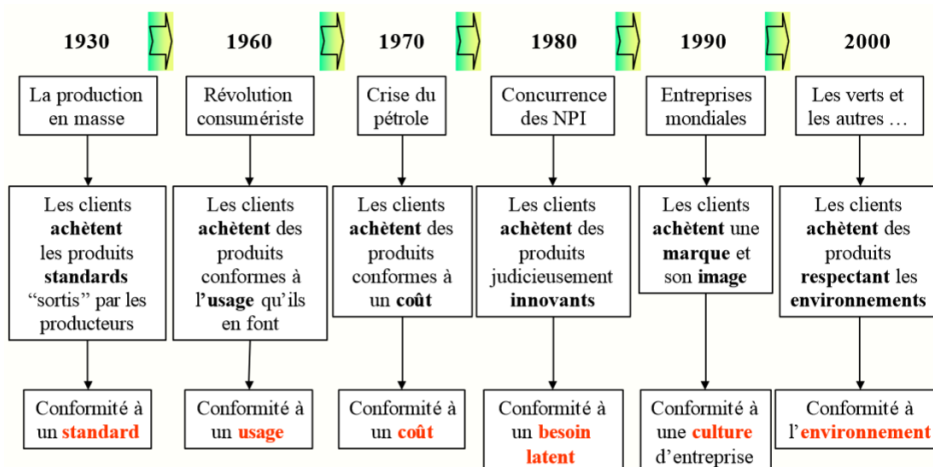 1930
1960
1970
1980
1990
2000
La production
en masse
Révolution
consumériste
Crise du
pétrole
Concurrence
des NPI
Entreprises
mondiales
Les verts et
les autres …
Les clients
achètent
les produits
standards
“sortis” par les
producteurs
Les clients
achètent des
produits
conformes à
l’usage qu’ils
en font
Les clients
achètent des
produits
conformes à
un coût
Les clients
achètent des
produits
judicieusement
innovants
Les clients
achètent une
marque et
son image
Les clients
achètent des
produits
respectant les
environnements
Conformité à
un standard
Conformité à
un usage
Conformité à
un coût
Conformité à
un besoin
latent
Conformité à
une culture
d’entreprise
Conformité à
l’environnement